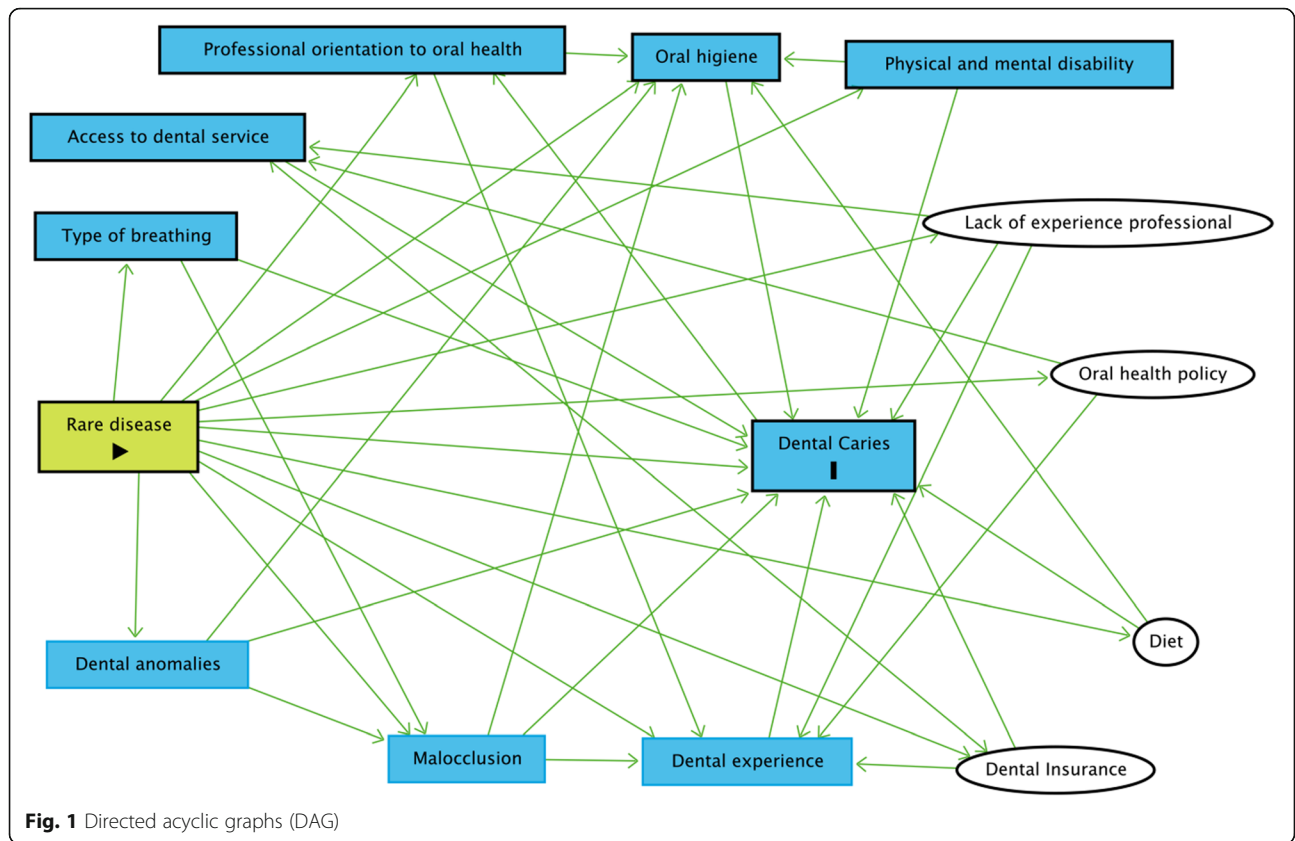 Professional orientation to oral health
Oral higiene
Physical and mental disability
Access to dental service
Type of breathing
Lack of experience professional
Oral health policy
Rare disease
Dental Caries
Diet
Dental anomalies
Malocclusion
Dental experience
Dental Insurance
Fig. 1 Directed acyclic graphs (DAG)